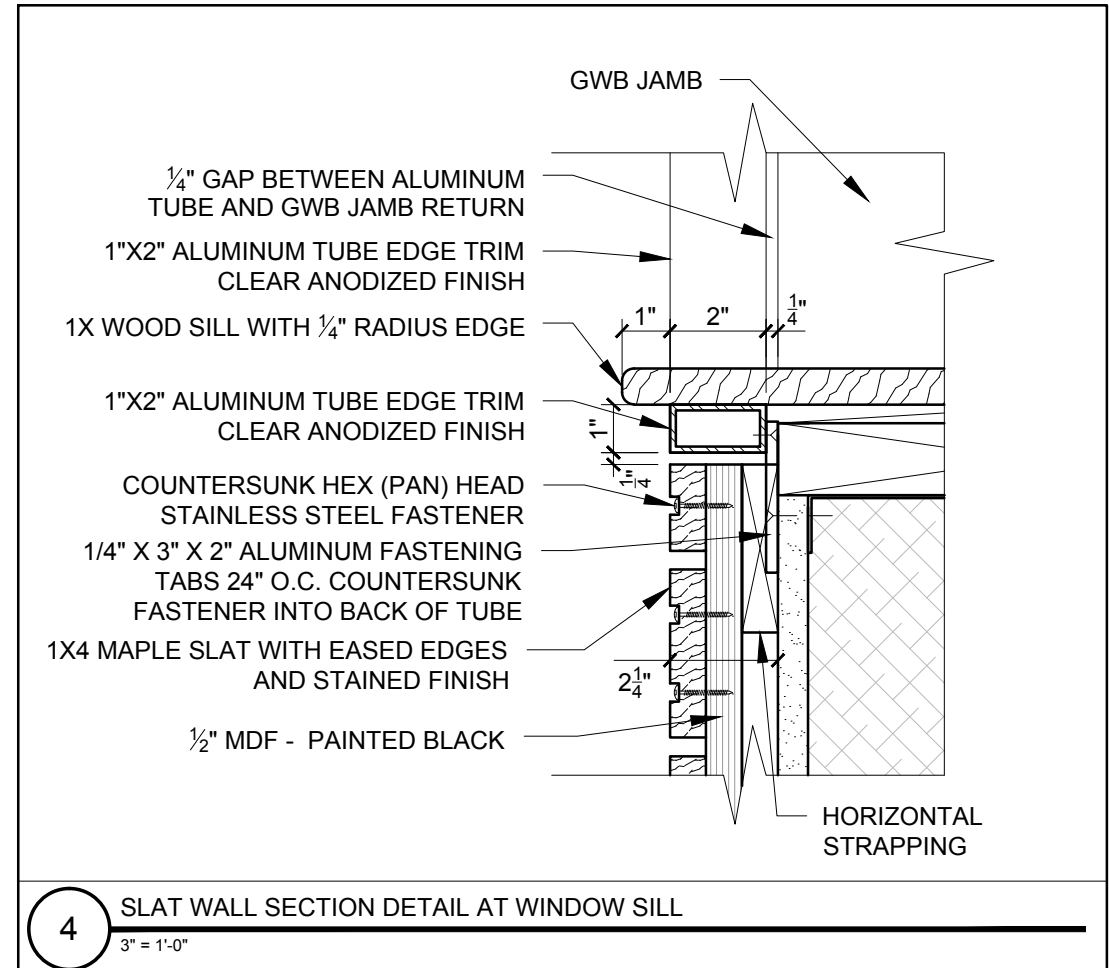 GWB JAMB
¼" GAP BETWEEN ALUMINUM
TUBE AND GWB JAMB RETURN
1"X2" ALUMINUM TUBE EDGE TRIM
CLEAR ANODIZED FINISH
1X WOOD SILL WITH ¼" RADIUS EDGE
1" 2" ¼"
1"X2" ALUMINUM TUBE EDGE TRIM
CLEAR ANODIZED FINISH
1"
¼"
COUNTERSUNK HEX (PAN) HEAD
STAINLESS STEEL FASTENER
1/4" X 3" X 2" ALUMINUM FASTENING
TABS 24" O.C. COUNTERSUNK
FASTENER INTO BACK OF TUBE
1X4 MAPLE SLAT WITH EASED EDGES
AND STAINED FINISH
2¼"
½" MDF - PAINTED BLACK
HORIZONTAL
STRAPPING
4
SLAT WALL SECTION DETAIL AT WINDOW SILL
3" = 1'-0"